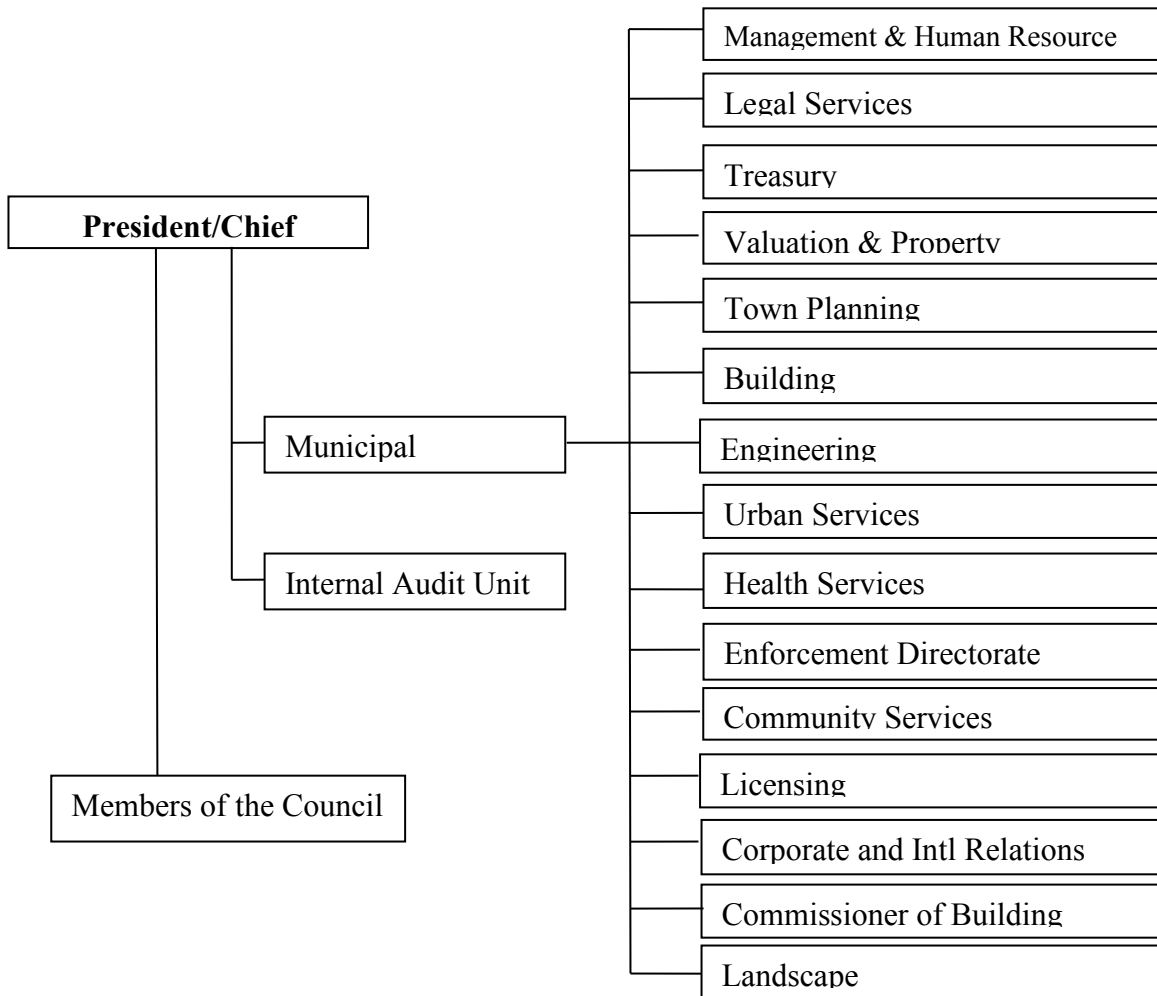 Management & Human Resource
Legal Services
Treasury
President/Chief
Valuation & Property
Town Planning
Building
Municipal
Engineering
Urban Services
Internal Audit Unit
Health Services
Enforcement Directorate
Community Services
Members of the Council
Licensing
Corporate and Intl Relations
Commissioner of Building
Landscape